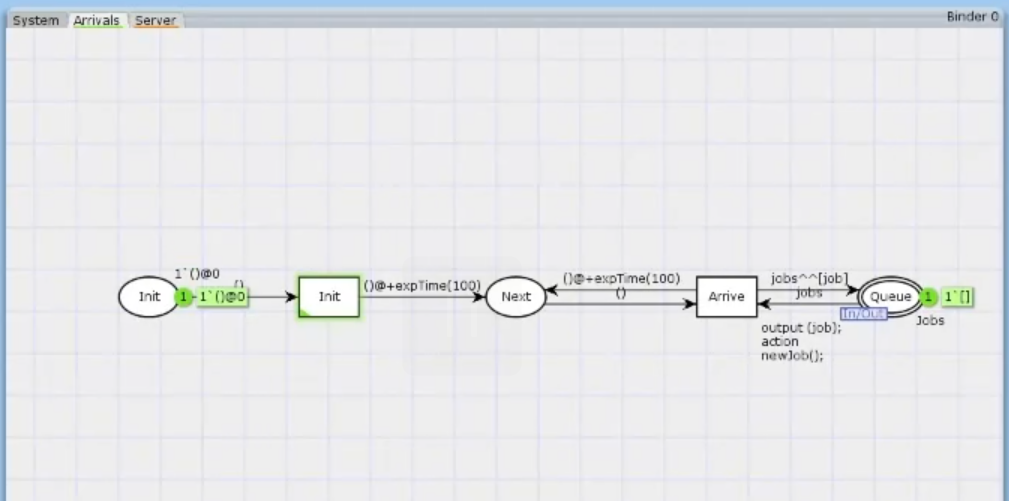 System Arrivals Server Binder 0
1`()@0
()
Init
1
1`()@0
Init
()@+expTime(100)
Next
()@+expTime(100)
()
Arrive
jobs^^[job]
jobs
Queue
1
1`[]
In/Out
Jobs
output (job);
action
newJob();